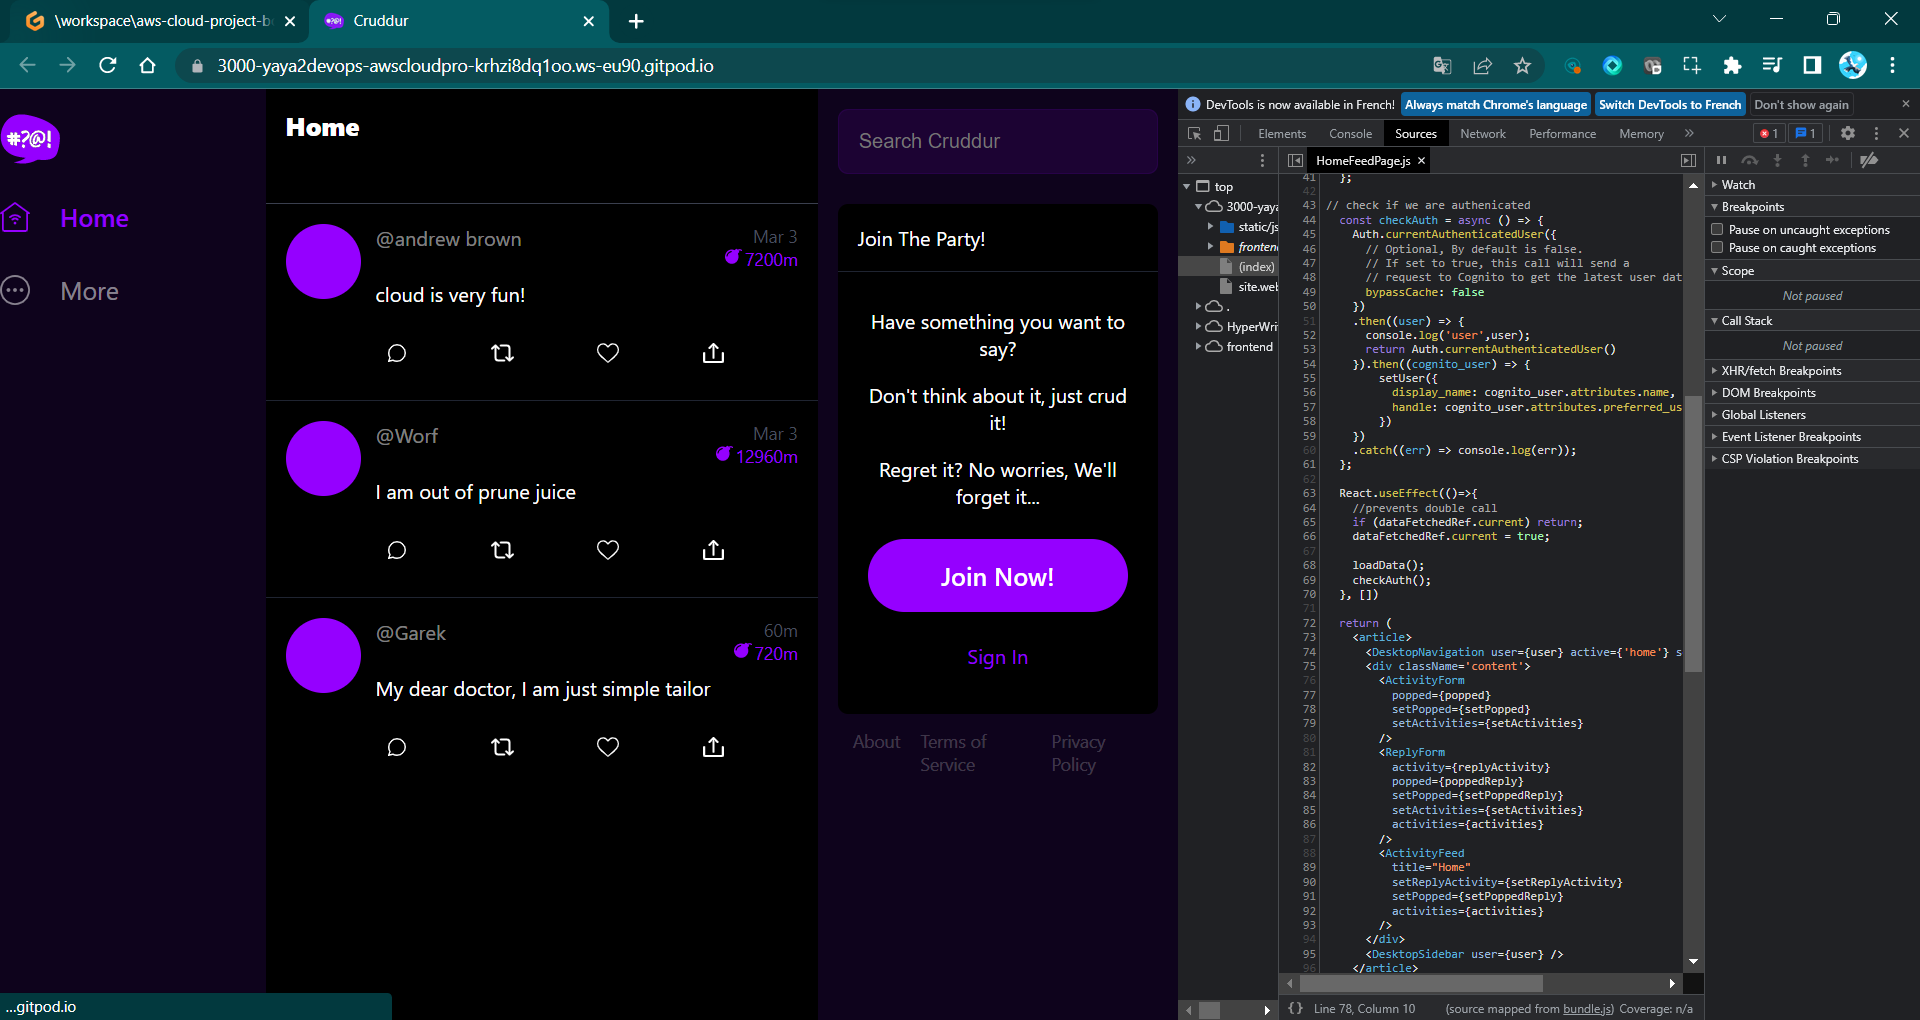 \workspace\aws-cloud-project-b
Cruddur
3000-yaya2devops-awscloudpro-krhzi8dq1oo.ws-eu90.gitpod.io
#?@!
Home
More
Home
@andrew brown
Mar 3
7200m
cloud is very fun!
@Worf
Mar 3
12960m
I am out of prune juice
@Garek
60m
720m
My dear doctor, I am just simple tailor
Search Cruddur
Join The Party!
Have something you want to
say?
Don't think about it, just crud
it!
Regret it? No worries, We'll
forget it...
Join Now!
Sign In
About
Terms of
Service
Privacy
Policy
...gitpod.io
DevTools is now available in French!
Always match Chrome's language
Switch DevTools to French
Don't show again
Elements
Console
Sources
Network
Performance
Memory
1
1
HomeFeedPage.js
top
3000-yaya
static/js
fronten
(index)
site.wel
.
HyperWri
frontend
41 };
42
43 // check if we are authenicated
44 const checkAuth = async () => {
45 Auth.currentAuthenticatedUser({
46 // Optional, By default is false.
47 // If set to true, this call will send a
48 // request to Cognito to get the latest user dat
49 bypassCache: false
50 })
51 .then((user) => {
52 console.log('user',user);
53 return Auth.currentAuthenticatedUser()
54 }).then((cognito_user) => {
55 setUser({
56 display_name: cognito_user.attributes.name,
57 handle: cognito_user.attributes.preferred_us
58 })
59 })
60 .catch((err) => console.log(err));
61 };
62
63 React.useEffect(()=>{
64 //prevents double call
65 if (dataFetchedRef.current) return;
66 dataFetchedRef.current = true;
67
68 loadData();
69 checkAuth();
70 }, [])
71
72 return (
73 <article>
74 <DesktopNavigation user={user} active={'home'} s
75 <div className='content'>
76 <ActivityForm
77 popped={popped}
78 setPopped={setPopped}
79 setActivities={setActivities}
80 />
81 <ReplyForm
82 activity={replyActivity}
83 popped={poppedReply}
84 setPopped={setPoppedReply}
85 setActivities={setActivities}
86 activities={activities}
87 />
88 <ActivityFeed
89 title="Home"
90 setReplyActivity={setReplyActivity}
91 setPopped={setPoppedReply}
92 activities={activities}
93 />
94 </div>
95 <DesktopSidebar user={user} />
96 </article>
{} Line 78, Column 10
(source mapped from bundle.js)
Coverage: n/a
Watch
Breakpoints
Pause on uncaught exceptions
Pause on caught exceptions
Scope
Not paused
Call Stack
Not paused
XHR/fetch Breakpoints
DOM Breakpoints
Global Listeners
Event Listener Breakpoints
CSP Violation Breakpoints